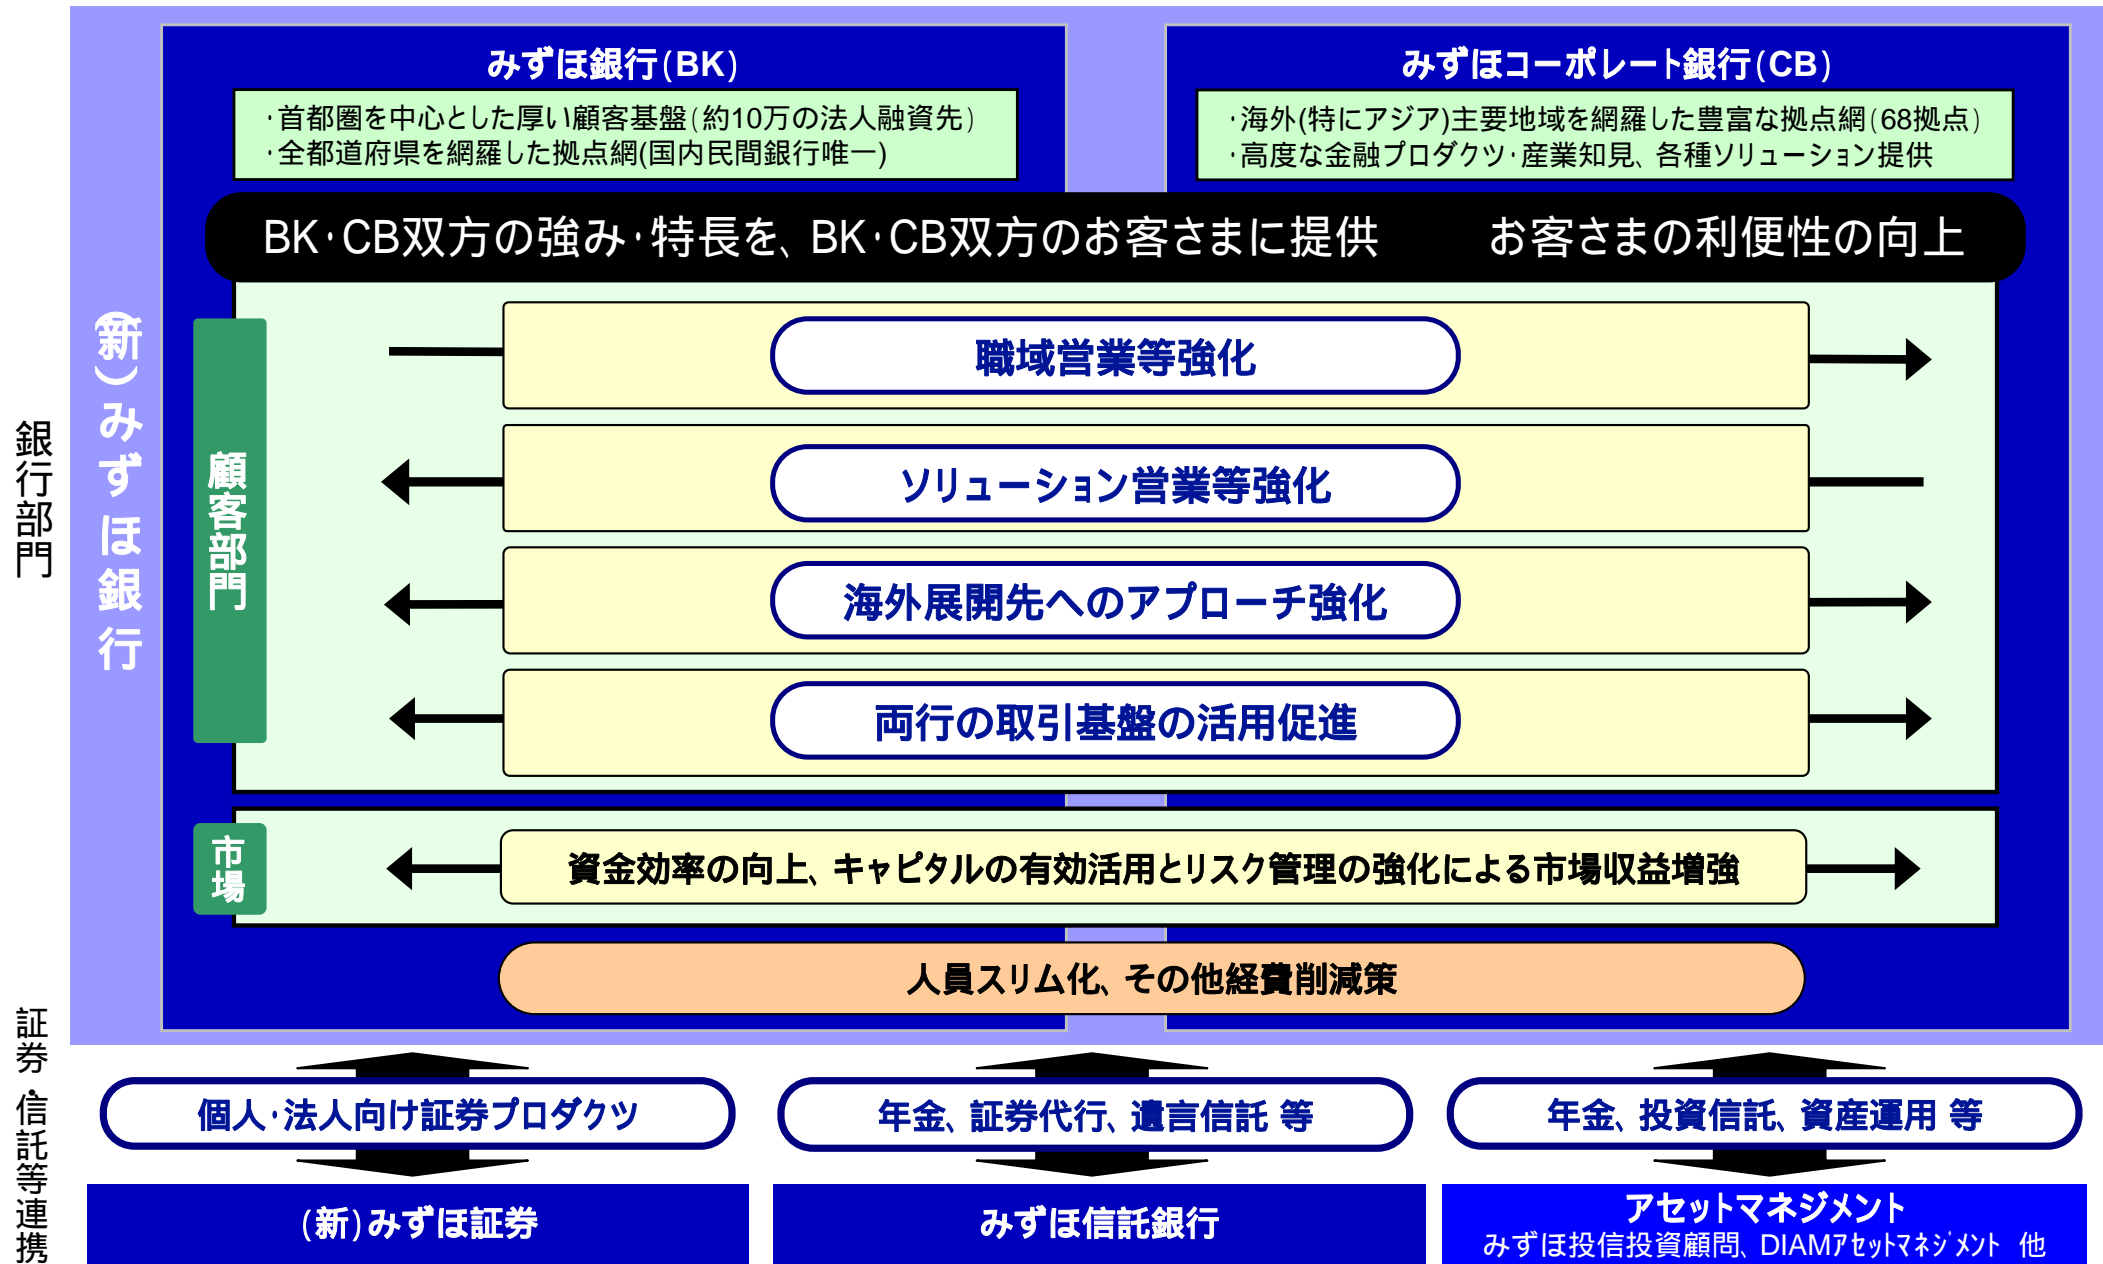 みずほ銀行(BK)
・首都圏を中心とした厚い顧客基盤(約10万の法人融資先)
・全都道府県を網羅した拠点網(国内民間銀行唯一)
みずほコーポレート銀行(CB)
・海外(特にアジア)主要地域を網羅した豊富な拠点網(68拠点)
・高度な金融プロダクツ・産業知見、各種ソリューション提供
BK・CB双方の強み・特長を、BK・CB双方のお客さまに提供 お客さまの利便性の向上
銀行部門
(新)みずほ銀行
顧客部門
職域営業等強化
ソリューション営業等強化
海外展開先へのアプローチ強化
両行の取引基盤の活用促進
市場
資金効率の向上、キャピタルの有効活用とリスク管理の強化による市場収益増強
人員スリム化、その他経費削減策
証券・信託等連携
個人・法人向け証券プロダクツ
年金、証券代行、遺言信託 等
年金、投資信託、資産運用 等
(新)みずほ証券
みずほ信託銀行
アセットマネジメント
みずほ投信投資顧問、DIAMアセットマネジメント 他